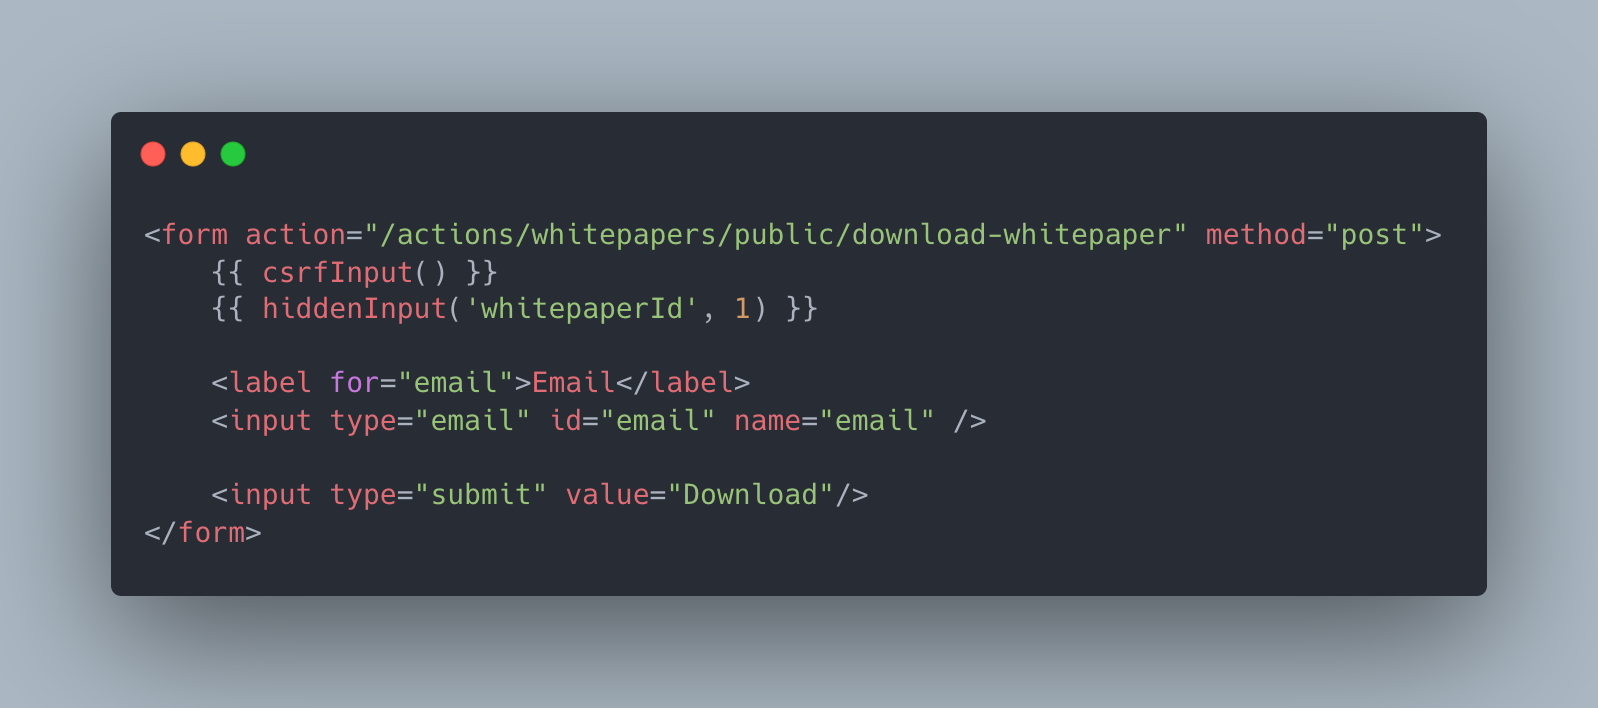 <form action="/actions/whitepapers/public/download-whitepaper" method="post">
    {{ csrfInput() }}
    {{ hiddenInput('whitepaperId', 1) }}

    <label for="email">Email</label>
    <input type="email" id="email" name="email" />

    <input type="submit" value="Download"/>
</form>